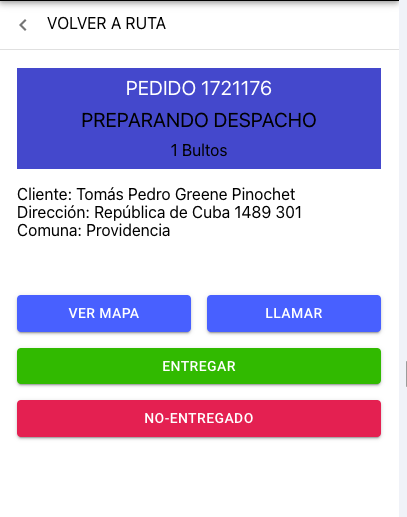 VOLVER A RUTA
PEDIDO 1721176
PREPARANDO DESPACHO
1 Bultos
Cliente: Tomás Pedro Greene Pinochet
Dirección: República de Cuba 1489 301
Comuna: Providencia
VER MAPA
LLAMAR
ENTREGAR
NO-ENTREGADO